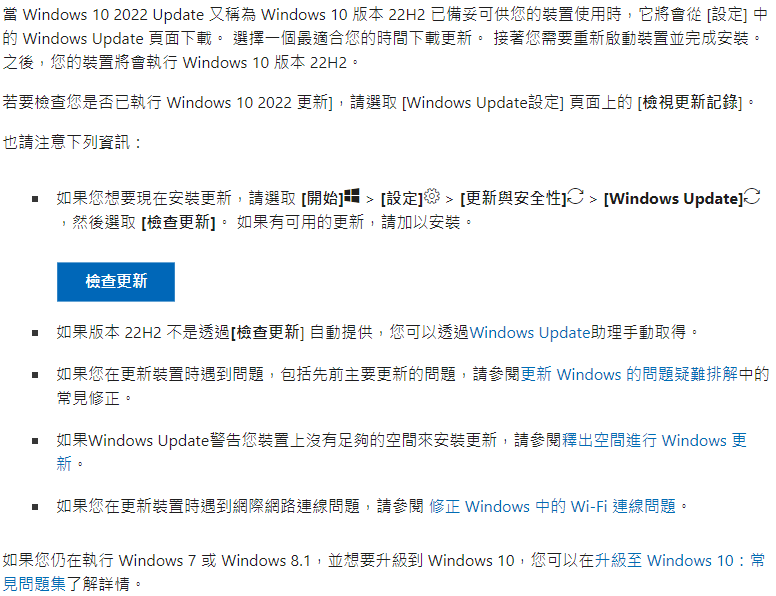 當 Windows 10 2022 Update 又稱為 Windows 10 版本 22H2 已備妥可供您的裝置使用時，它將會從 [設定] 中
的 Windows Update 頁面下載。 選擇一個最適合您的時間下載更新。 接著您需要重新啟動裝置並完成安裝。
之後，您的裝置將會執行 Windows 10 版本 22H2。
若要檢查您是否已執行 Windows 10 2022 更新]，請選取 [Windows Update設定] 頁面上的 [檢視更新記錄]。
也請注意下列資訊：
▪ 如果您想要現在安裝更新，請選取 [開始] > [設定] > [更新與安全性] > [Windows Update]
，然後選取 [檢查更新]。 如果有可用的更新，請加以安裝。
檢查更新
▪ 如果版本 22H2 不是透過[檢查更新] 自動提供，您可以透過Windows Update助理手動取得。
▪ 如果您在更新裝置時遇到問題，包括先前主要更新的問題，請參閱更新 Windows 的問題疑難排解中的
常見修正。
▪ 如果Windows Update警告您裝置上沒有足夠的空間來安裝更新，請參閱釋出空間進行 Windows 更
新。
▪ 如果您在更新裝置時遇到網際網路連線問題，請參閱 修正 Windows 中的 Wi-Fi 連線問題。
如果您仍在執行 Windows 7 或 Windows 8.1，並想要升級到 Windows 10，您可以在升級至 Windows 10：常
見問題集了解詳情。